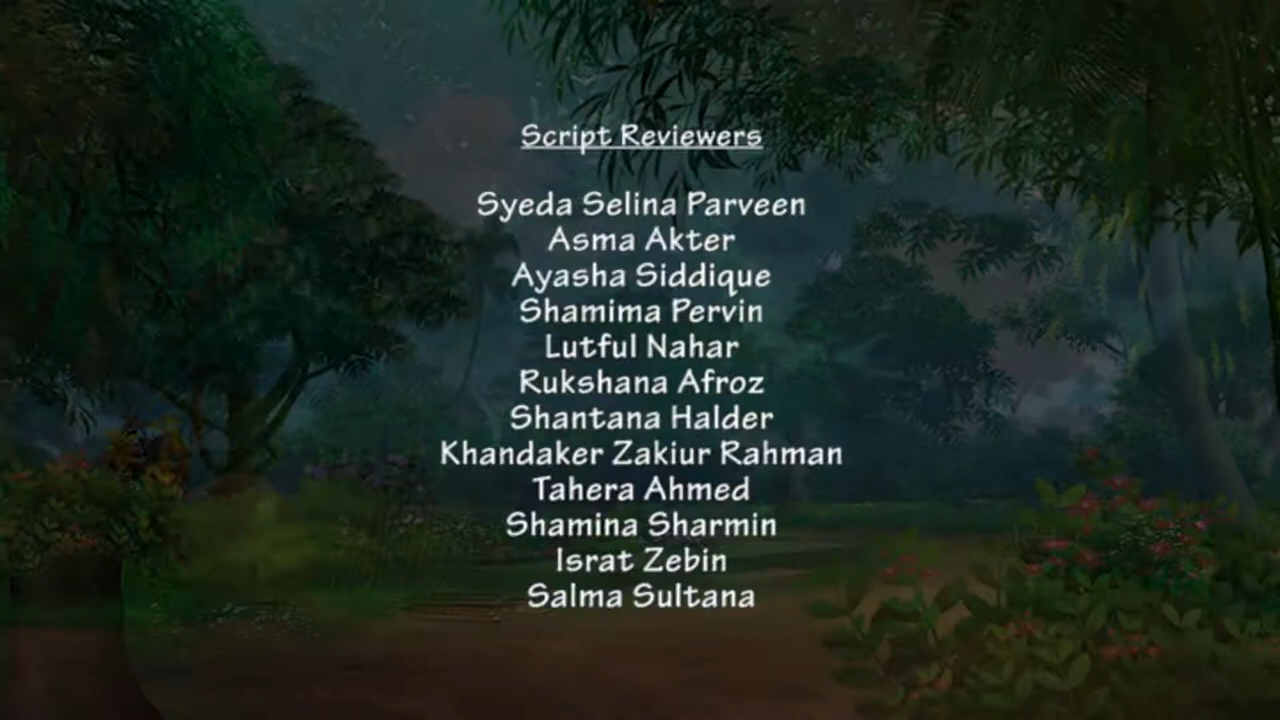 Script Reviewers
Syeda Selina Parveen
Asma Akter
Ayasha Siddique
Shamima Pervin
Lutful Nahar
Rukshana Afroz
Shantana Halder
Khandaker Zakiur Rahman
Tahera Ahmed
Shamina Sharmin
Israt Zebin
Salma Sultana